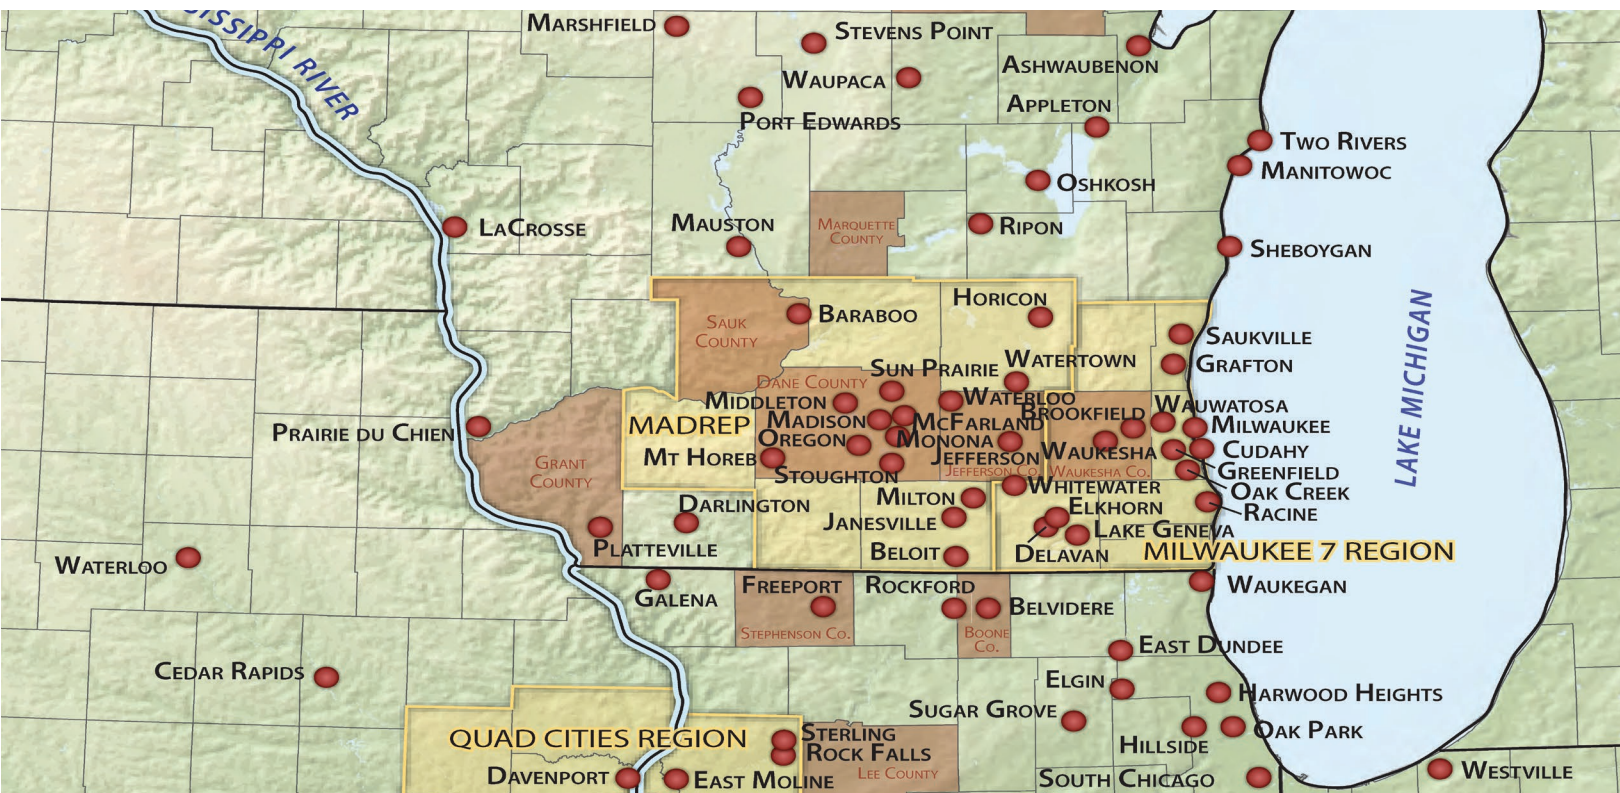 SISSIPPI RIVER
Marshfield
Stevens Point
Waupaca
Ashwaubenon
Port Edwards
Appleton
Two Rivers
Manitowoc
Oshkosh
LaCrosse
Mauston
Marquette
County
Ripon
Sheboygan
LAKE MICHIGAN
Sauk
County
Baraboo
Horicon
Saukville
Grafton
Sun Prairie
Watertown
Dane County
Middleton
Waterloo
Brookfield
Wauwatosa
MADREP
Madison
McFarland
Milwaukee
Prairie du Chien
Oregon
Monona
Waukesha
Cudahy
Mt Horeb
Jefferson
Greenfield
Grant
County
Stoughton
Jefferson Co.
Waukesha Co.
Oak Creek
Racine
Darlington
Milton
Whitewater
Janesville
Elkhorn
Lake Geneva
Platteville
Beloit
Delavan
MILWAUKEE 7 REGION
Waterloo
Galena
Freeport
Rockford
Belvidere
Waukegan
Stephenson Co.
Boone
Co.
East Dundee
Cedar Rapids
Elgin
Harwood Heights
Sugar Grove
QUAD CITIES REGION
Sterling
Rock Falls
Hillside
Oak Park
Davenport
East Moline
Lee County
South Chicago
Westville